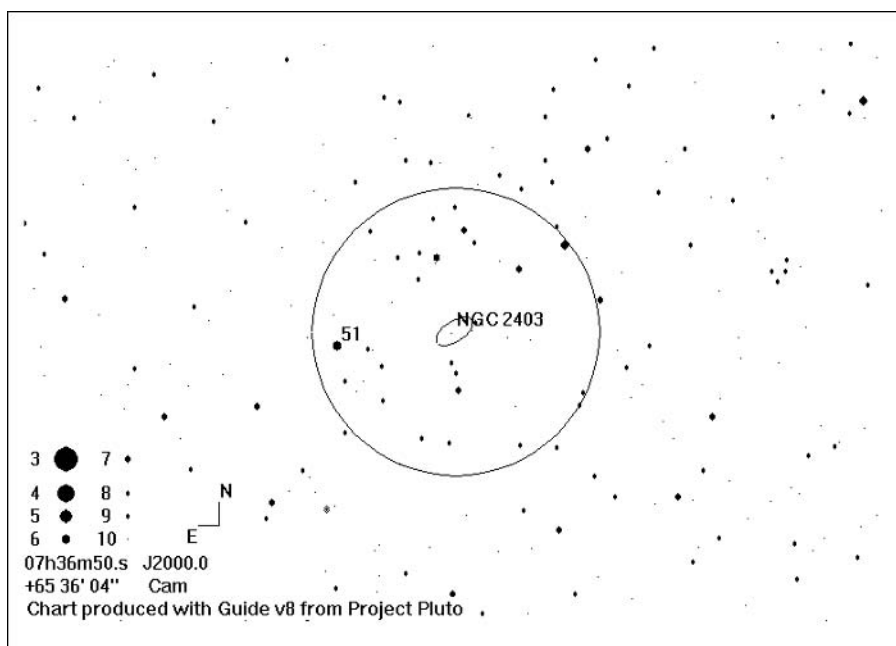 NGC 2403
51
3 7
4 8
N
5 9
E
6 10
07h36m50.s J2000.0
+65 36' 04" Cam
Chart produced with Guide v8 from Project Pluto